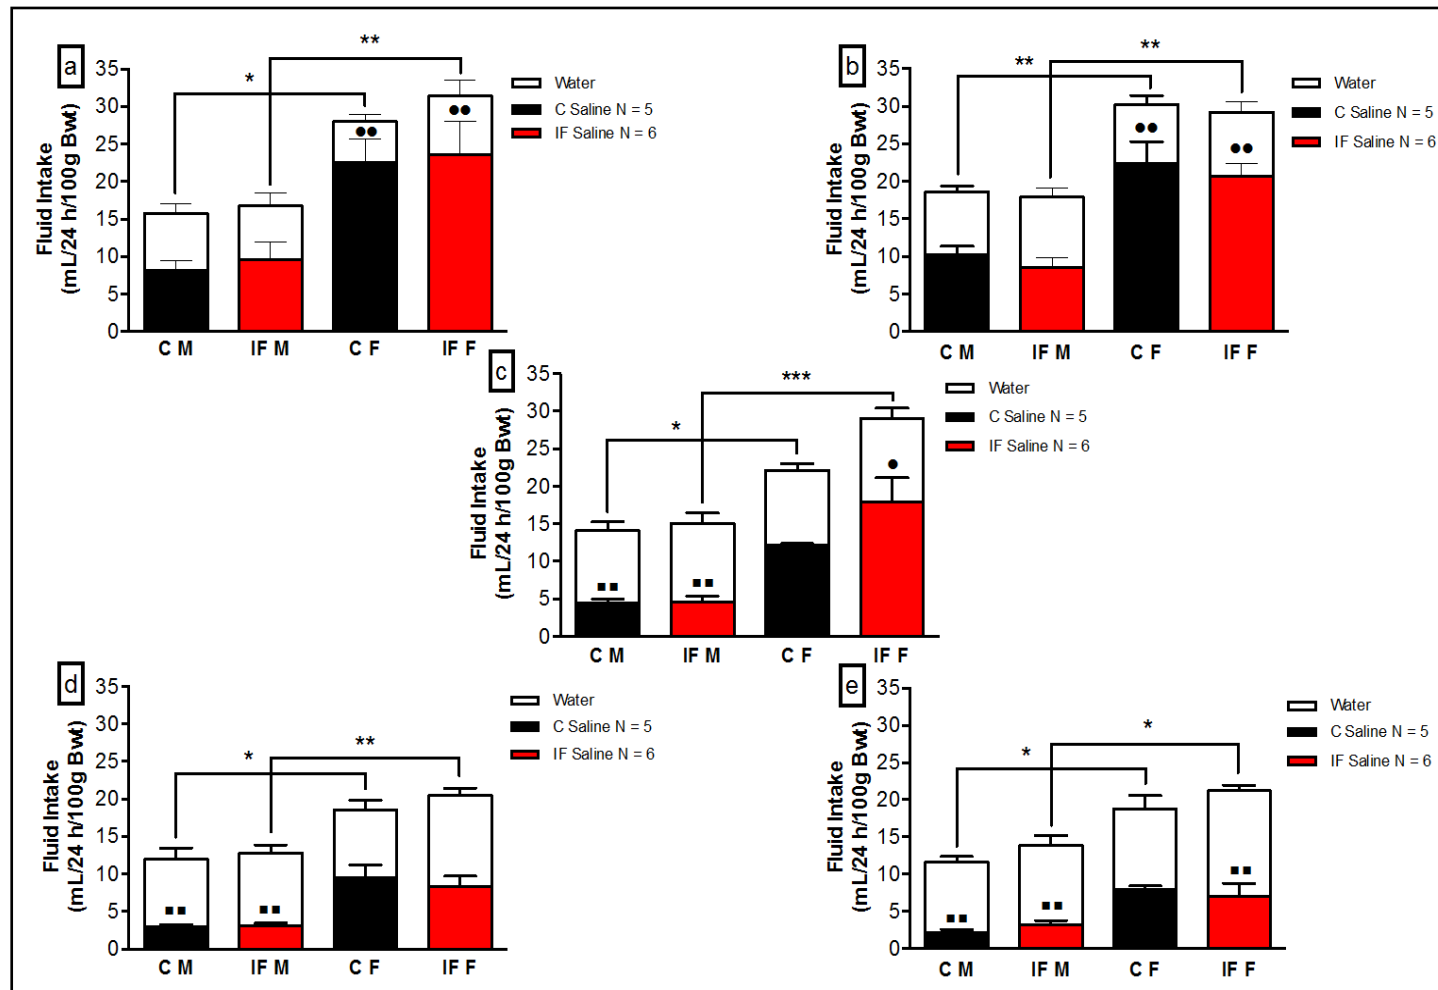 a
**
*
35
30
25
20
15
10
5
0
Fluid Intake
(mL/24 h/100g Bwt)
C M
IF M
C F
IF F
Water
C Saline N = 5
IF Saline N = 6
b
**
**
35
30
25
20
15
10
5
0
Fluid Intake
(mL/24 h/100g Bwt)
C M
IF M
C F
IF F
Water
C Saline N = 5
IF Saline N = 6
c
***
*
35
30
25
20
15
10
5
0
Fluid Intake
(mL/24 h/100g Bwt)
C M
IF M
C F
IF F
Water
C Saline N = 5
IF Saline N = 6
d
*
**
35
30
25
20
15
10
5
0
Fluid Intake
(mL/24 h/100g Bwt)
C M
IF M
C F
IF F
Water
C Saline N = 5
IF Saline N = 6
e
*
*
35
30
25
20
15
10
5
0
Fluid Intake
(mL/24 h/100g Bwt)
C M
IF M
C F
IF F
Water
C Saline N = 5
IF Saline N = 6